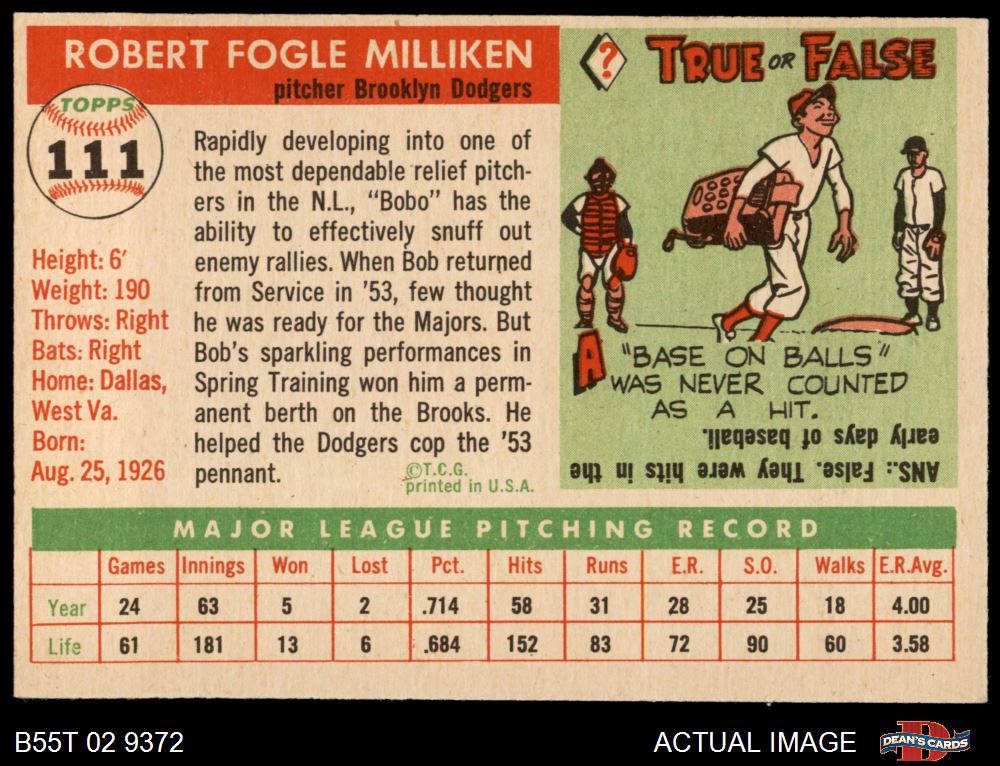 ROBERT FOGLE MILLIKEN
pitcher Brooklyn Dodgers
TOPPS
111
Height: 6′
Weight: 190
Throws: Right
Bats: Right
Home: Dallas,
West Va.
Born:
Aug. 25, 1926
Rapidly developing into one of
the most dependable relief pitch-
ers in the N.L., “Bobo” has the
ability to effectively snuff out
enemy rallies. When Bob returned
from Service in ’53, few thought
he was ready for the Majors. But
Bob’s sparkling performances in
Spring Training won him a perm-
anent berth on the Brooks. He
helped the Dodgers cop the ’53
pennant.
©T.C.G.
printed in U.S.A.
? TRUE OR FALSE
A “BASE ON BALLS”
WAS NEVER COUNTED
AS A HIT.
ANS.: False. They were hits in the
early days of baseball.
MAJOR LEAGUE PITCHING RECORD
Games Innings Won Lost Pct. Hits Runs E.R. S.O. Walks E.R.Avg.
Year 24 63 5 2 .714 58 31 28 25 18 4.00
Life 61 181 13 6 .684 152 83 72 90 60 3.58
B55T 02 9372 ACTUAL IMAGE D DEAN'S CARDS